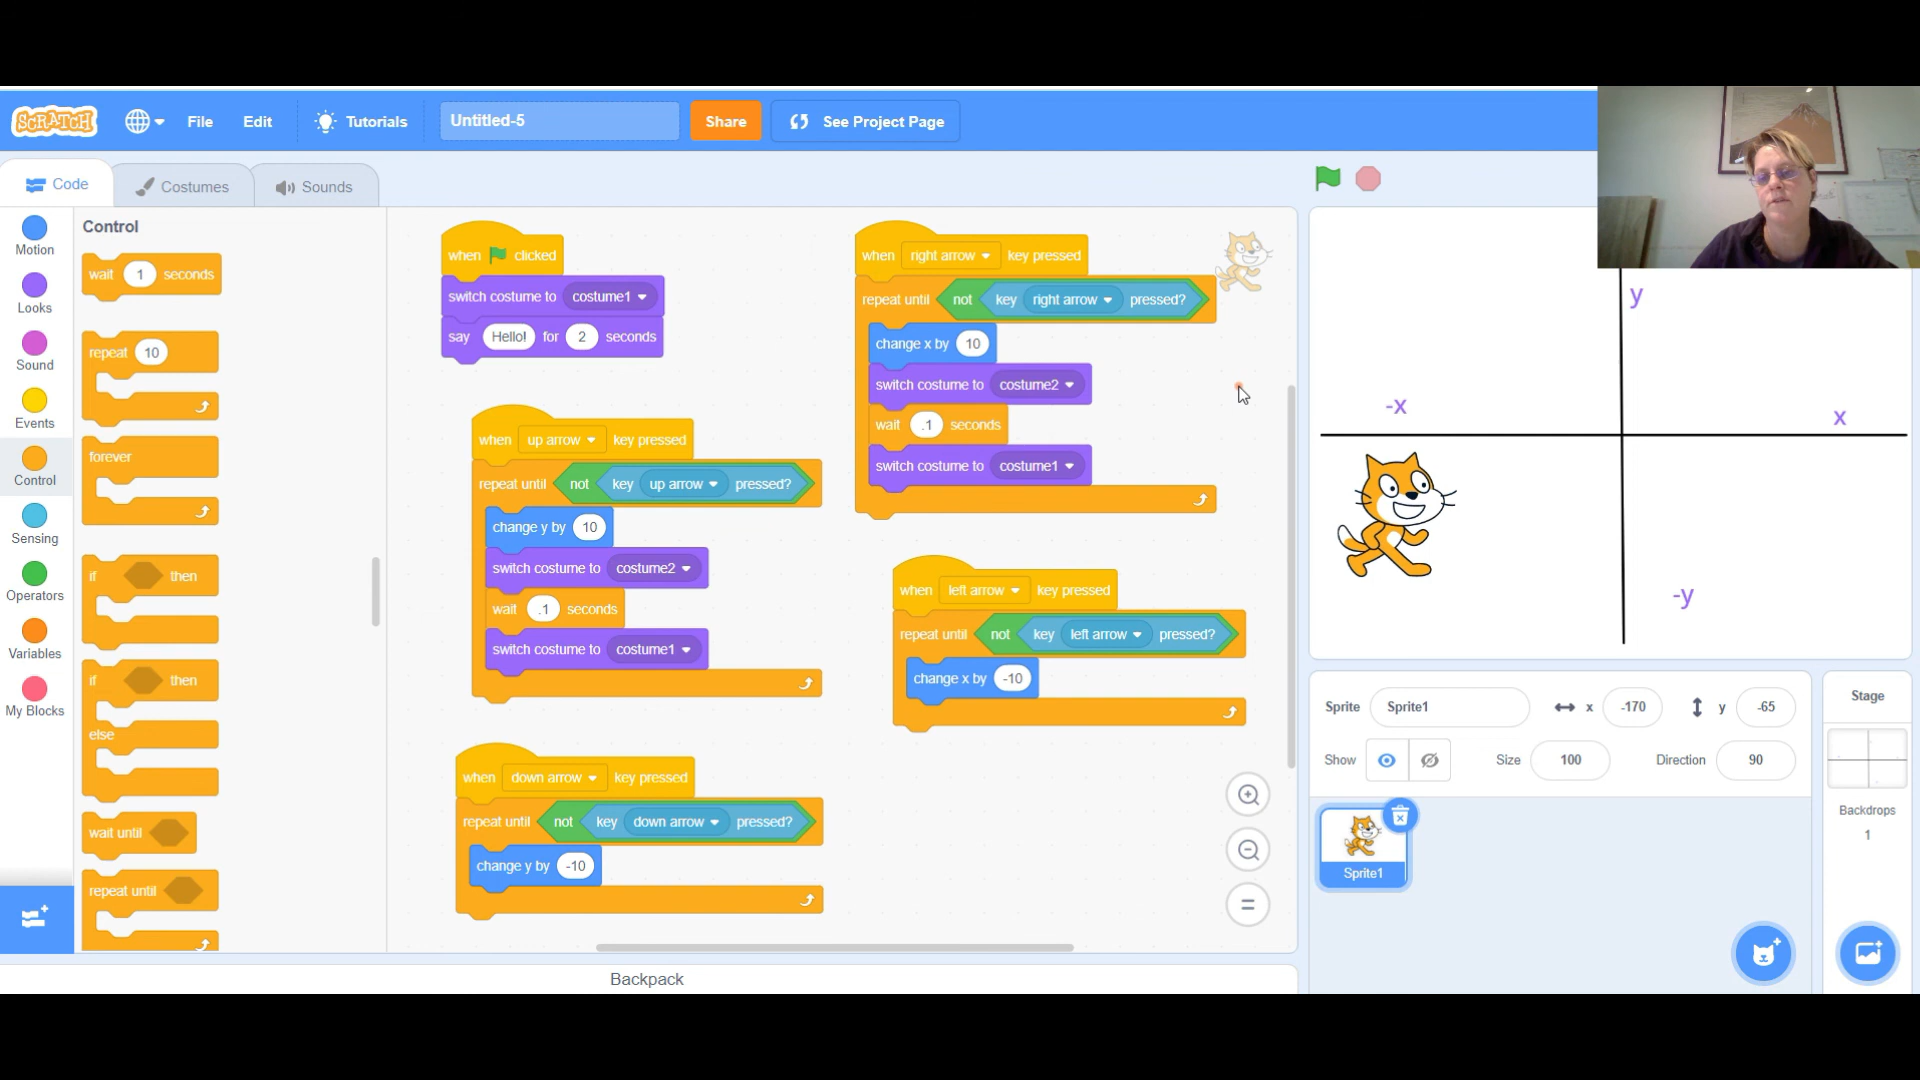 SCRATCH
File
Edit
Tutorials
Untitled-5
Share
See Project Page
Code
Costumes
Sounds
Motion
Looks
Sound
Events
Control
Sensing
Operators
Variables
My Blocks
Control
wait 1 seconds
repeat 10
forever
if then
if then
else
wait until
repeat until
when clicked
switch costume to costume1
say Hello! for 2 seconds
when up arrow key pressed
repeat until not key up arrow pressed?
change y by 10
switch costume to costume2
wait .1 seconds
switch costume to costume1
when down arrow key pressed
repeat until not key down arrow pressed?
change y by -10
when right arrow key pressed
repeat until not key right arrow pressed?
change x by 10
switch costume to costume2
wait .1 seconds
switch costume to costume1
when left arrow key pressed
repeat until not key left arrow pressed?
change x by -10
Backpack
y
-x
x
-y
Sprite Sprite1 x -170 y -65
Show Size 100 Direction 90
Sprite1
Stage
Backdrops
1